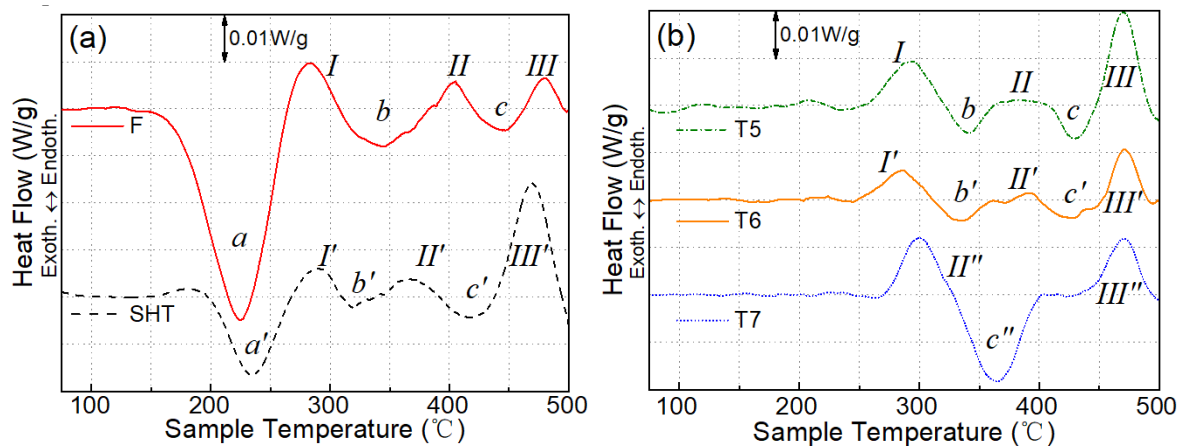 (a)
0.01W/g
I
II
III
b
c
F
a
I'
II'
III'
b'
c'
SHT
a'
Heat Flow (W/g)
Exoth. ↔ Endoth.
100 200 300 400 500
Sample Temperature (℃)
(b)
0.01W/g
I
II
III
b
c
T5
I'
II'
III'
b'
c'
T6
II''
III''
T7
c''
Heat Flow (W/g)
Exoth. ↔ Endoth.
100 200 300 400 500
Sample Temperature (℃)